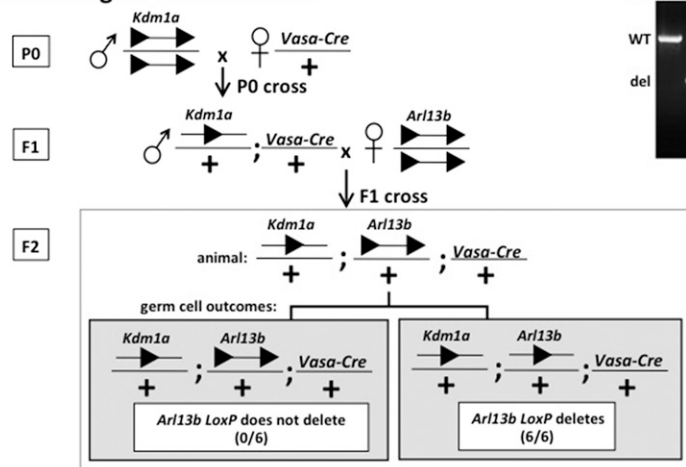 Kdm1a
P0
x
Vasa-Cre
+
P0 cross
WT
del
F1
Kdm1a
+
;
Vasa-Cre
+
x
Arl13b
F1 cross
F2
animal:
Kdm1a
+
;
Arl13b
+
;
Vasa-Cre
+
germ cell outcomes:
Kdm1a
+
;
Arl13b
+
;
Vasa-Cre
+
Arl13b LoxP does not delete
(0/6)
Kdm1a
+
;
Arl13b
+
;
Vasa-Cre
+
Arl13b LoxP deletes
(6/6)